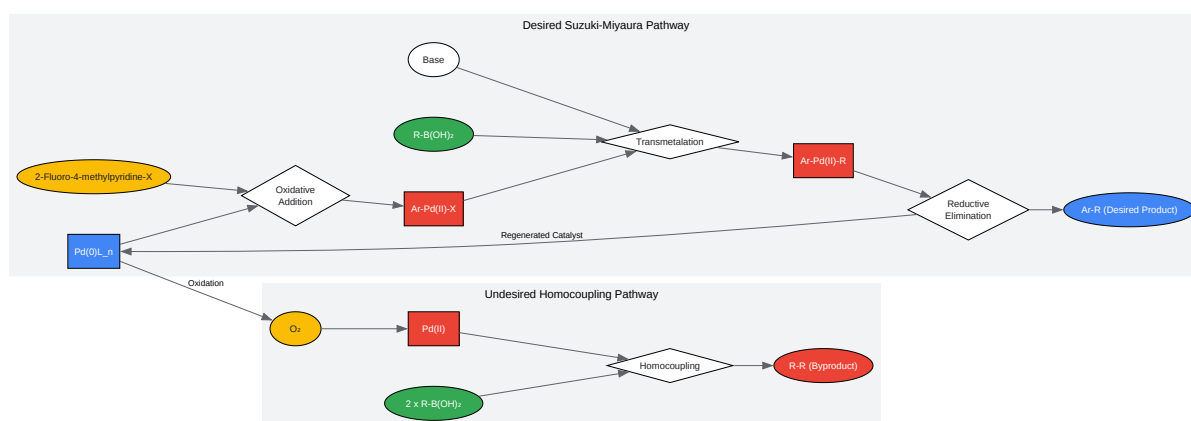 Desired Suzuki-Miyaura Pathway
Base
R-B(OH)₂
Transmetalation
2-Fluoro-4-methylpyridine-X
Oxidative
Addition
Ar-Pd(II)-X
Ar-Pd(II)-R
Reductive
Elimination
Ar-R (Desired Product)
Regenerated Catalyst
Pd(0)L_n
Oxidation
Undesired Homocoupling Pathway
O₂
Pd(II)
Homocoupling
R-R (Byproduct)
2 x R-B(OH)₂